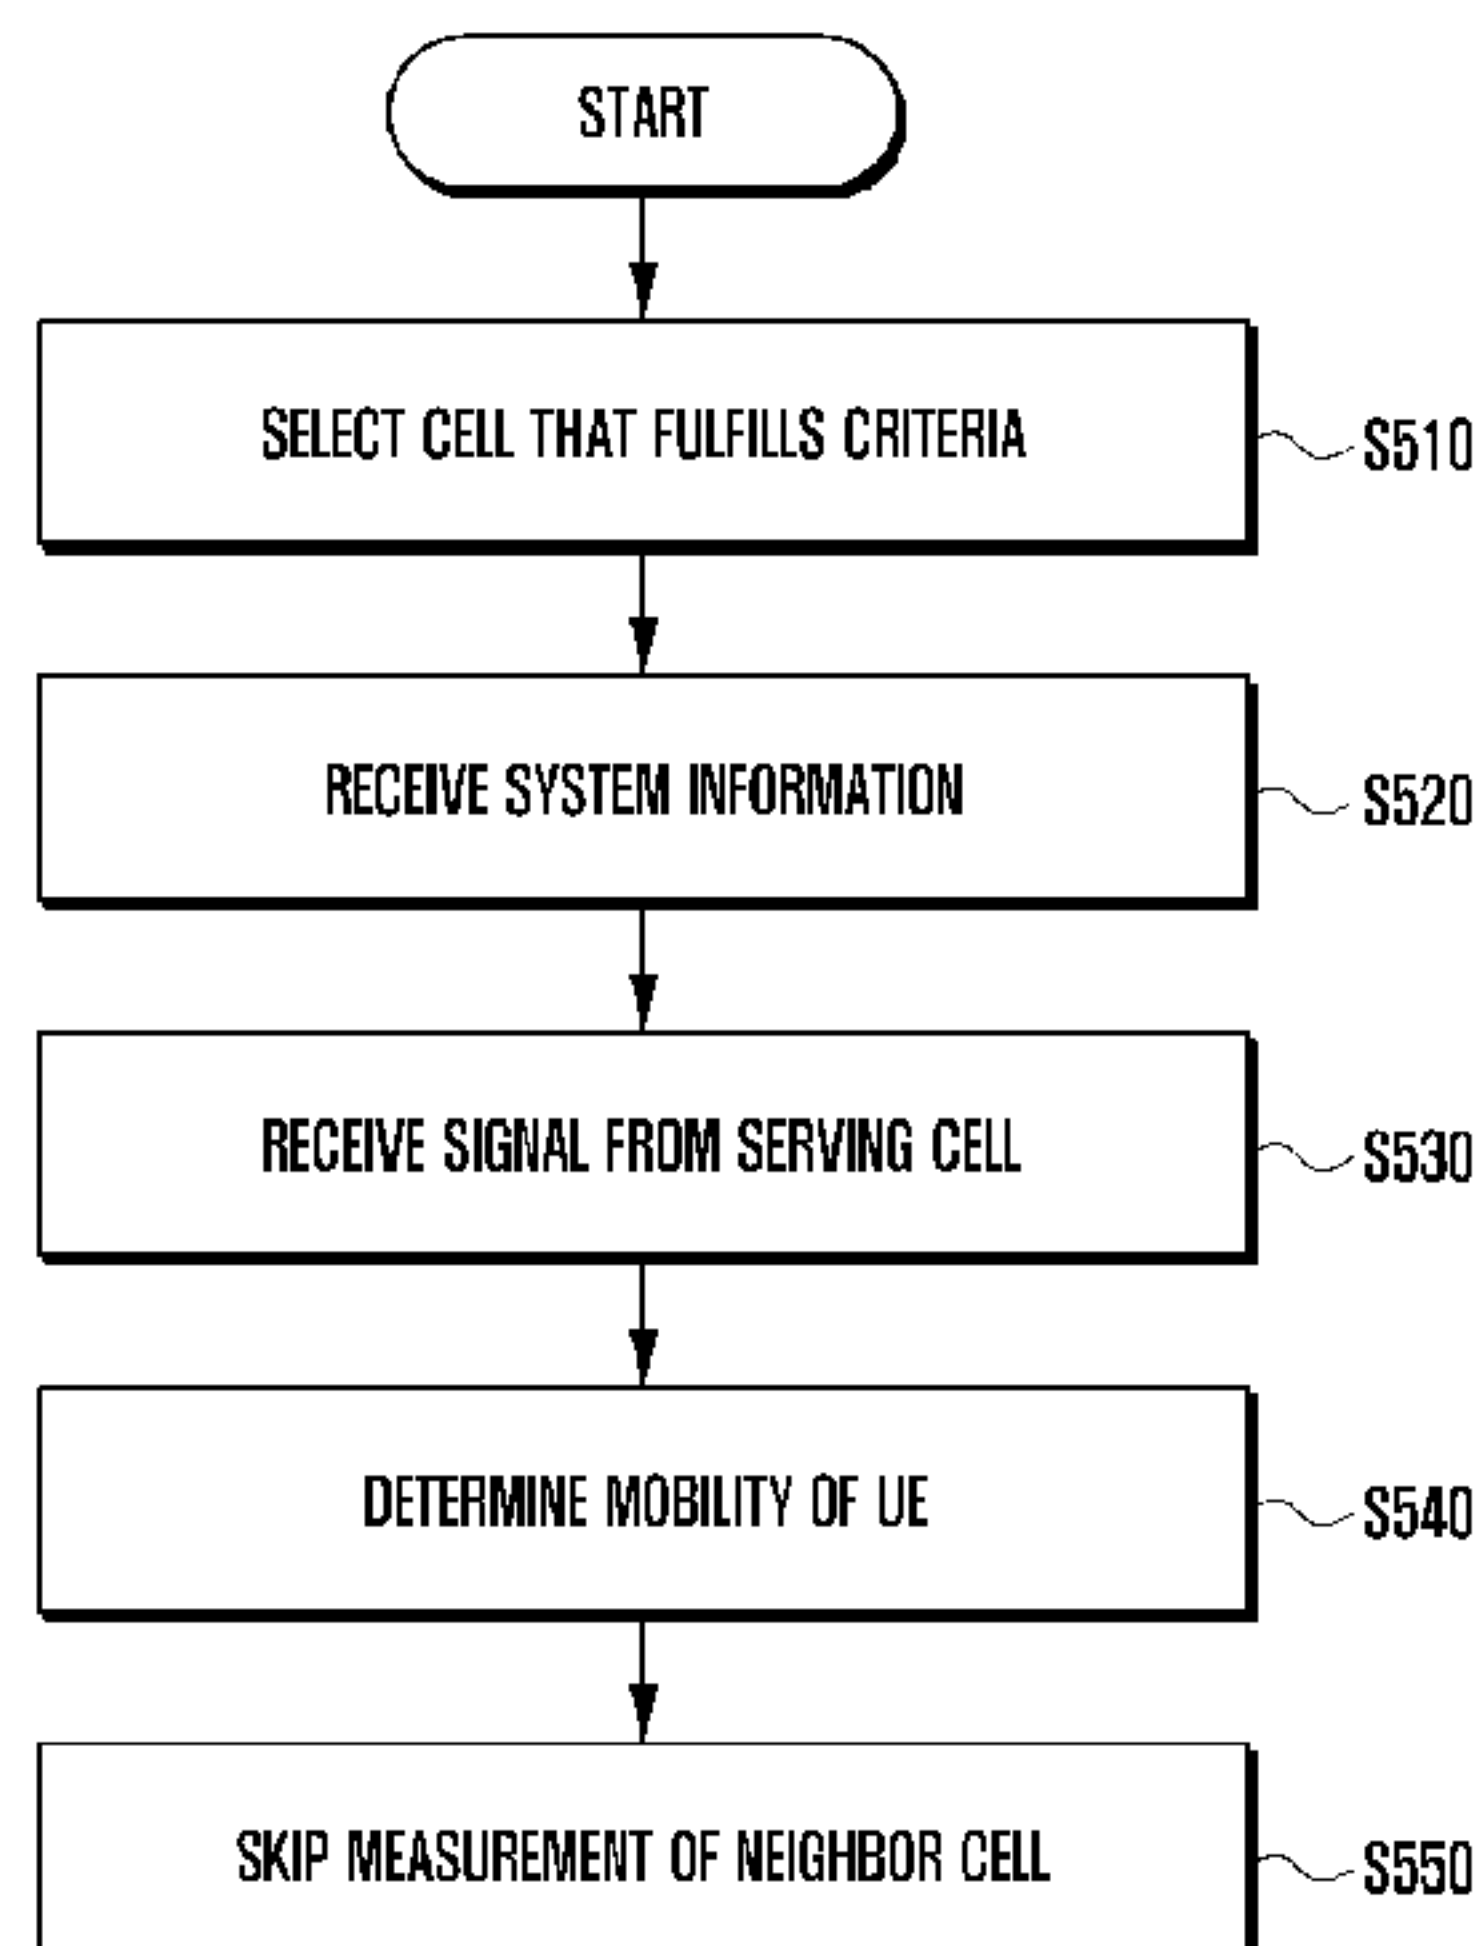 START
SELECT CELL THAT FULFILLS CRITERIA
S510
RECEIVE SYSTEM INFORMATION
S520
RECEIVE SIGNAL FROM SERVING CELL
S530
DETERMINE MOBILITY OF UE
S540
SKIP MEASUREMENT OF NEIGHBOR CELL
S550